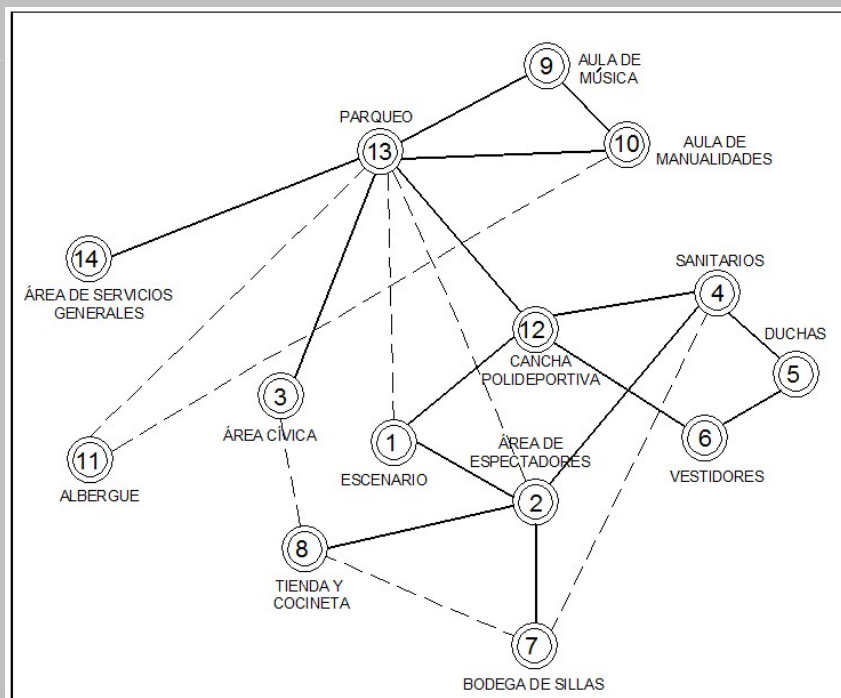 9
AULA DE
MÚSICA
PARQUEO
13
10
AULA DE
MANUALIDADES
14
ÁREA DE SERVICIOS
GENERALES
SANITARIOS
4
12
CANCHA
POLIDEPORTIVA
DUCHAS
5
3
ÁREA CÍVICA
11
ALBERGUE
1
ESCENARIO
ÁREA DE
ESPECTADORES
2
6
VESTIDORES
8
TIENDA Y
COCINETA
7
BODEGA DE SILLAS